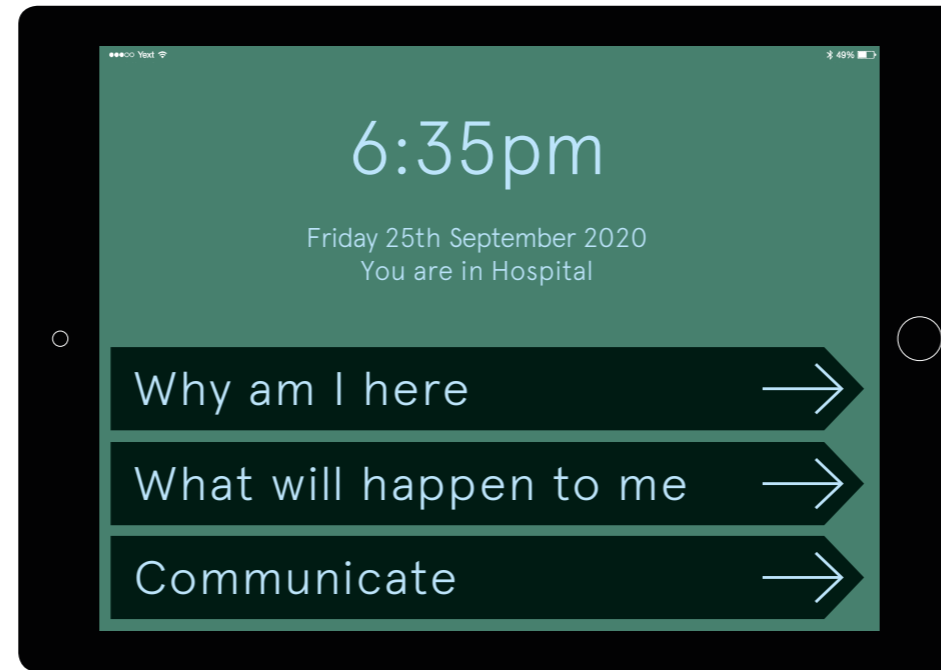 Yext 49%
6:35pm
Friday 25th September 2020
You are in Hospital
Why am I here
What will happen to me
Communicate